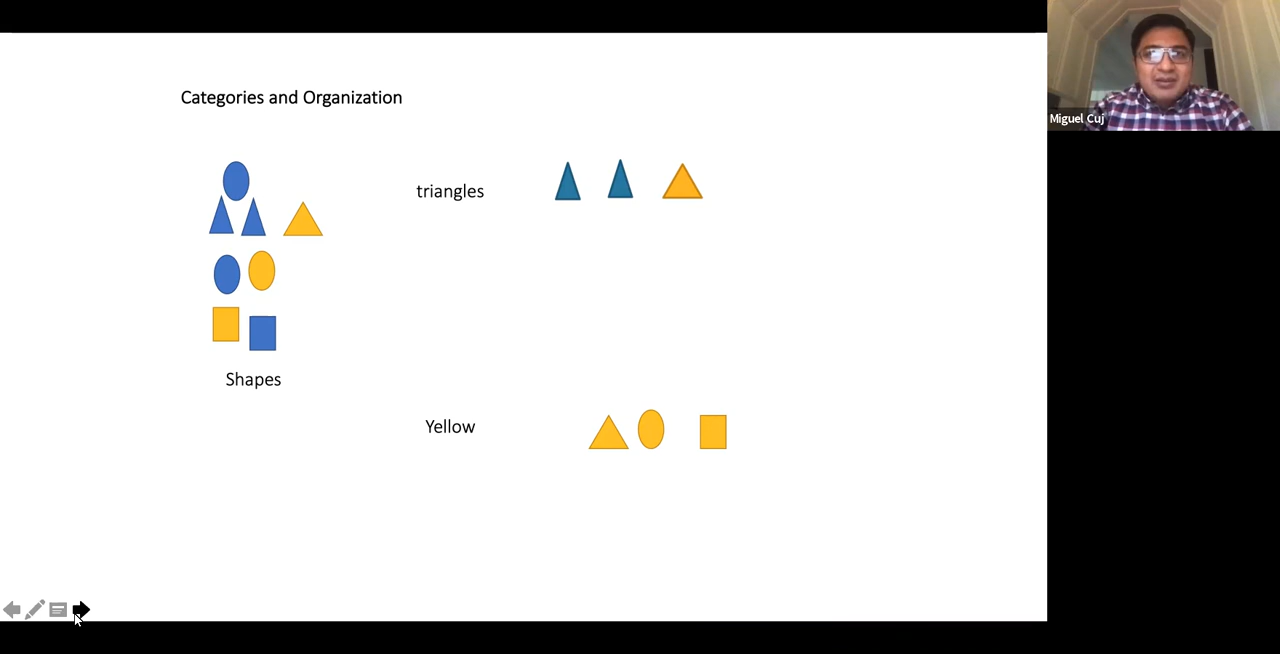 Categories and Organization
Miguel Cuj
triangles
Shapes
Yellow